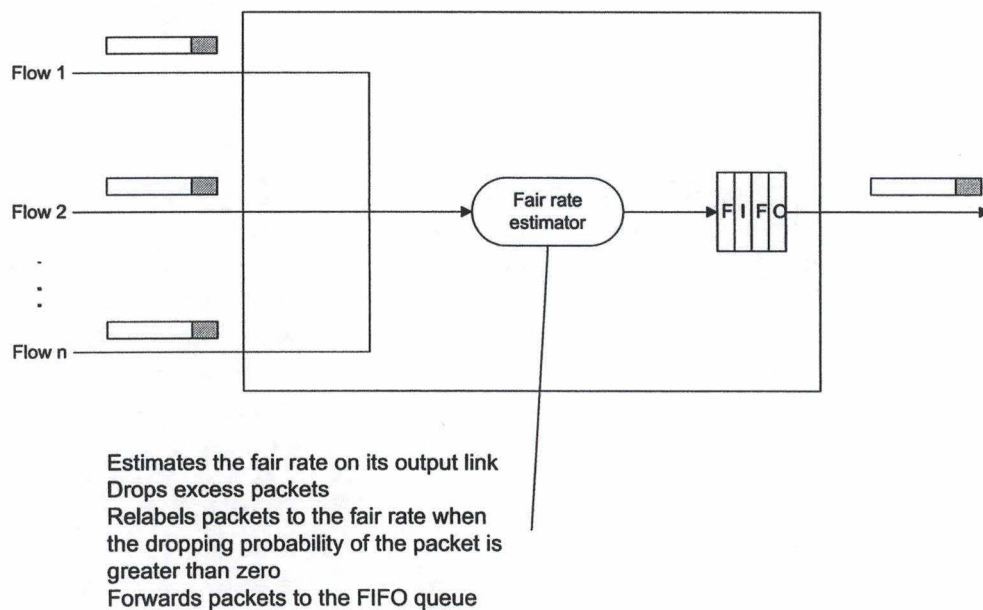 Flow 1
Flow 2
.
.
.
Flow n
Fair rate
estimator
F I F O
Estimates the fair rate on its output link
Drops excess packets
Relabels packets to the fair rate when
the dropping probability of the packet is
greater than zero
Forwards packets to the FIFO queue